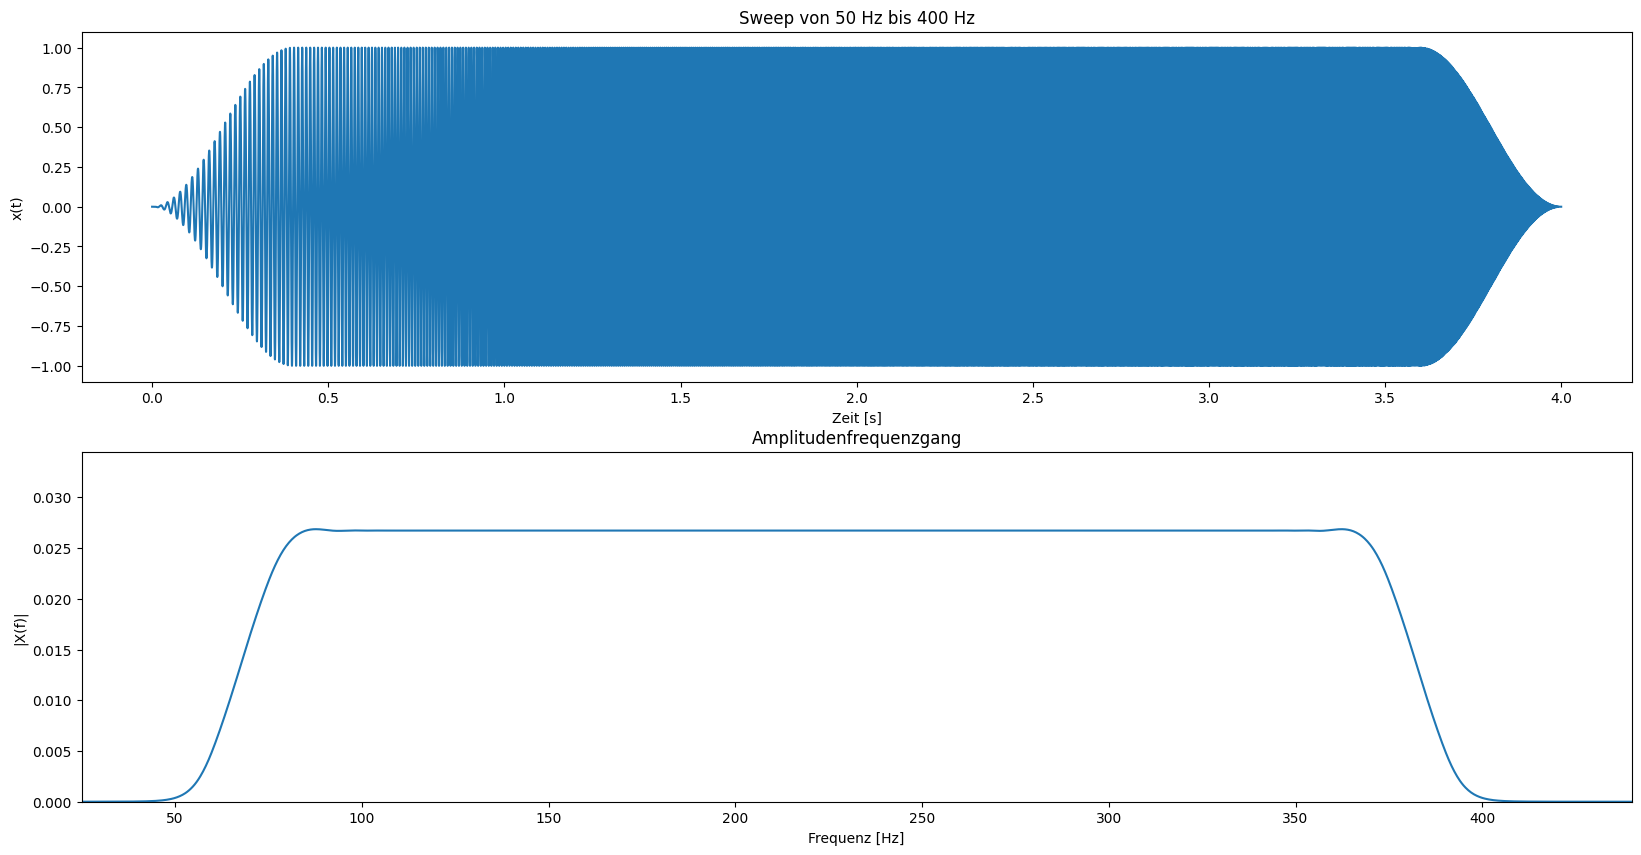 Sweep von 50 Hz bis 400 Hz
1.00
0.75
0.50
0.25
0.00
−0.25
−0.50
−0.75
−1.00
x(t)
0.0 0.5 1.0 1.5 2.0 2.5 3.0 3.5 4.0
Zeit [s]
Amplitudenfrequenzgang
0.030
0.025
0.020
0.015
0.010
0.005
0.000
|X(f)|
50 100 150 200 250 300 350 400
Frequenz [Hz]